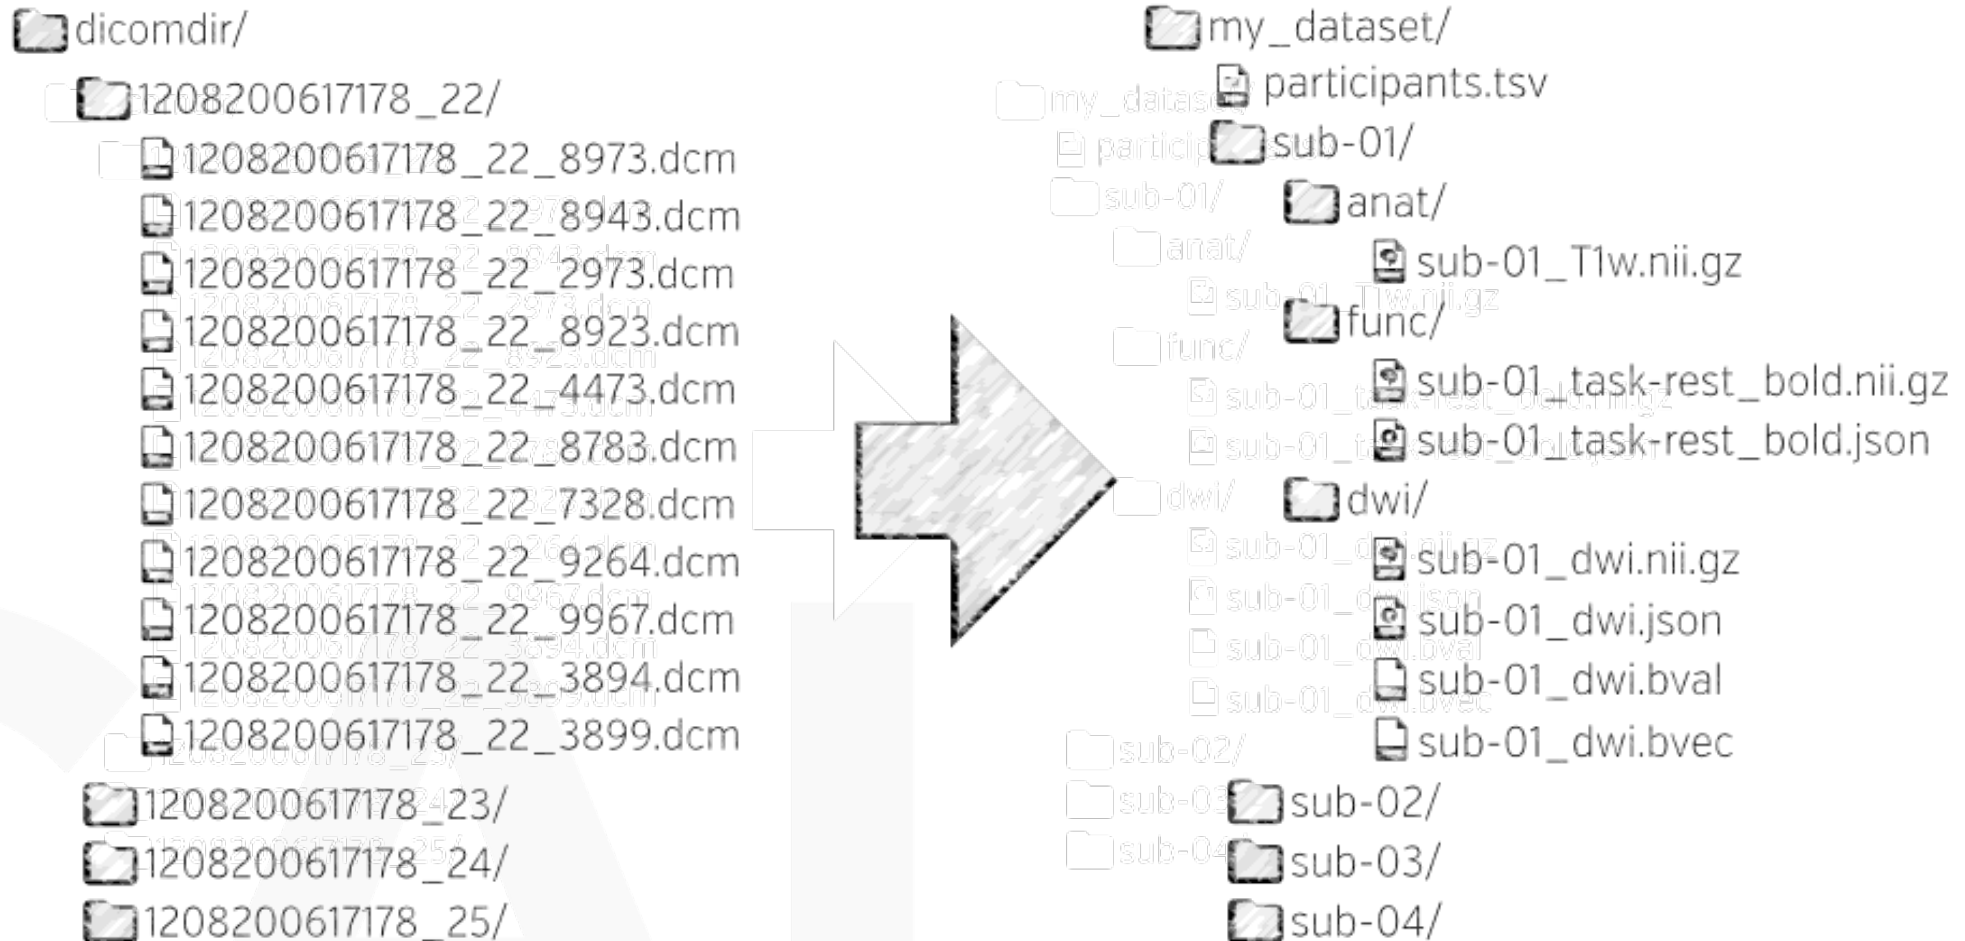 dicomdir/
1208200617178_22/
1208200617178_22_8973.dcm
1208200617178_22_8943.dcm
1208200617178_22_2973.dcm
1208200617178_22_8923.dcm
1208200617178_22_4473.dcm
1208200617178_22_8783.dcm
1208200617178_22_7328.dcm
1208200617178_22_9264.dcm
1208200617178_22_9967.dcm
1208200617178_22_3894.dcm
1208200617178_22_3899.dcm
1208200617178_23/
1208200617178_24/
1208200617178_25/
my_dataset/
participants.tsv
sub-01/
anat/
sub-01_T1w.nii.gz
func/
sub-01_task-rest_bold.nii.gz
sub-01_task-rest_bold.json
dwi/
sub-01_dwi.nii.gz
sub-01_dwi.json
sub-01_dwi.bval
sub-01_dwi.bvec
sub-02/
sub-03/
sub-04/